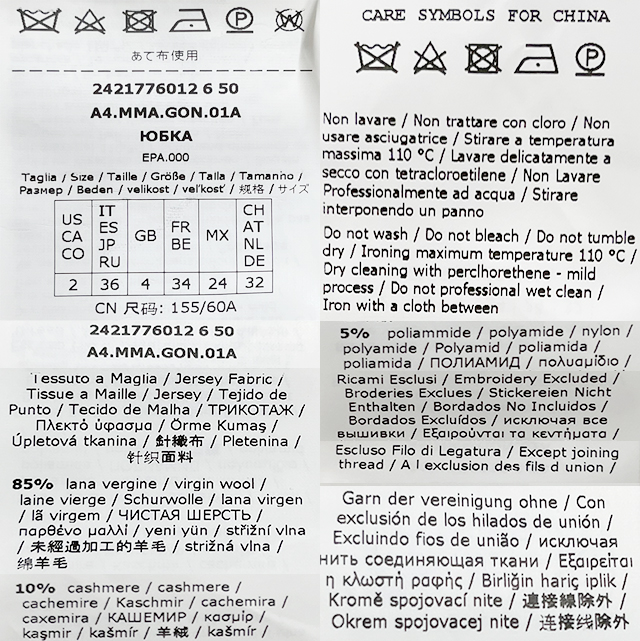 あて布使用
2421776012 6 50
A4.MMA.GON.01A
ЮБКА
EPA.000
Taglia / Size / Taille / Größe / Talla / Tamanho /
Размер / Beden / velikost / veľkosť / 规格 / サイズ
US CA CO IT ES JP RU GB FR BE MX CH AT NL DE
2 36 4 34 24 32
CN 尺码: 155/60A
2421776012 6 50
A4.MMA.GON.01A
Tessuto a Maglia / Jersey Fabric /
Tissue a Maille / Jersey / Tejido de
Punto / Tecido de Malha / ТРИКОТАЖ /
Πλεκτό ύφασμα / Örme Kumaş /
Úpletová tkanina / 針織布 / Pletenina /
针织面料
85% lana vergine / virgin wool /
laine vierge / Schurwolle / lana virgen
/ lã virgem / ЧИСТАЯ ШЕРСТЬ /
παρθένο μαλλί / yeni yün / střižní vlna
/ 未經過加工的羊毛 / strižná vlna /
绵羊毛
10% cashmere / cashmere /
cachemire / Kaschmir / cachemira /
caxemira / КАШЕМИР / κασμίρ /
kaşmir / kašmír / 羊絨 / kašmír /
CARE SYMBOLS FOR CHINA
Non lavare / Non trattare con cloro / Non
usare asciugatrice / Stirare a temperatura
massima 110 °C / Lavare delicatamente a
secco con tetracloroetilene / Non Lavare
Professionalmente ad acqua / Stirare
interponendo un panno
Do not wash / Do not bleach / Do not tumble
dry / Ironing maximum temperature 110 °C /
Dry cleaning with perclhorethene - mild
process / Do not professional wet clean /
Iron with a cloth between
5% poliammide / polyamide / nylon /
polyamide / Polyamid / poliamida /
poliamida / ПОЛИАМИД / πολυαμίδιο /
Ricami Esclusi / Embroidery Excluded /
Broderies Exclues / Stickereien Nicht
Enthalten / Bordados No Incluidos /
Bordados Excluídos / исключая все
вышивки / Εξαιρούνται τα κεντήματα /
Escluso Filo di Legatura / Except joining
thread / A l exclusion des fils d union /
Garn der vereinigung ohne / Con
exclusión de los hilados de unión /
Excluindo fios de união / исключая
нить соединяющая ткани / Εξαιρείται
η κλωστή ραφής / Birliğin hariç iplik /
Kromě spojovací nite / 連接線除外 /
Okrem spojovacej nite / 连接线除外